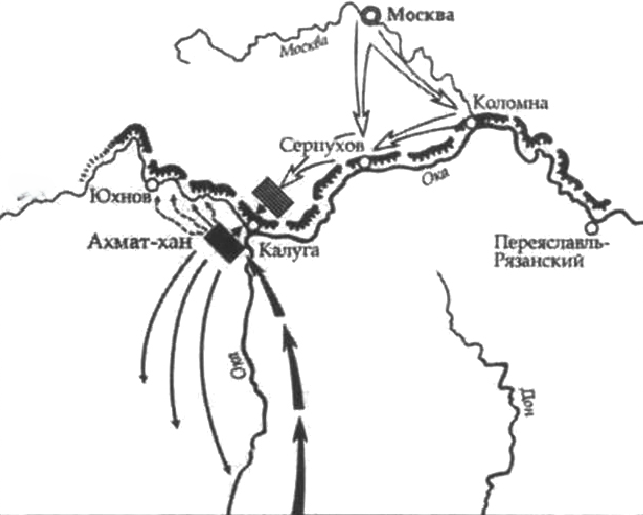 Москва
Москва
Коломна
Серпухов
Ока
Юхнов
Ахмат-хан
Калуга
Переяславль-
Рязанский
Ока
Дон